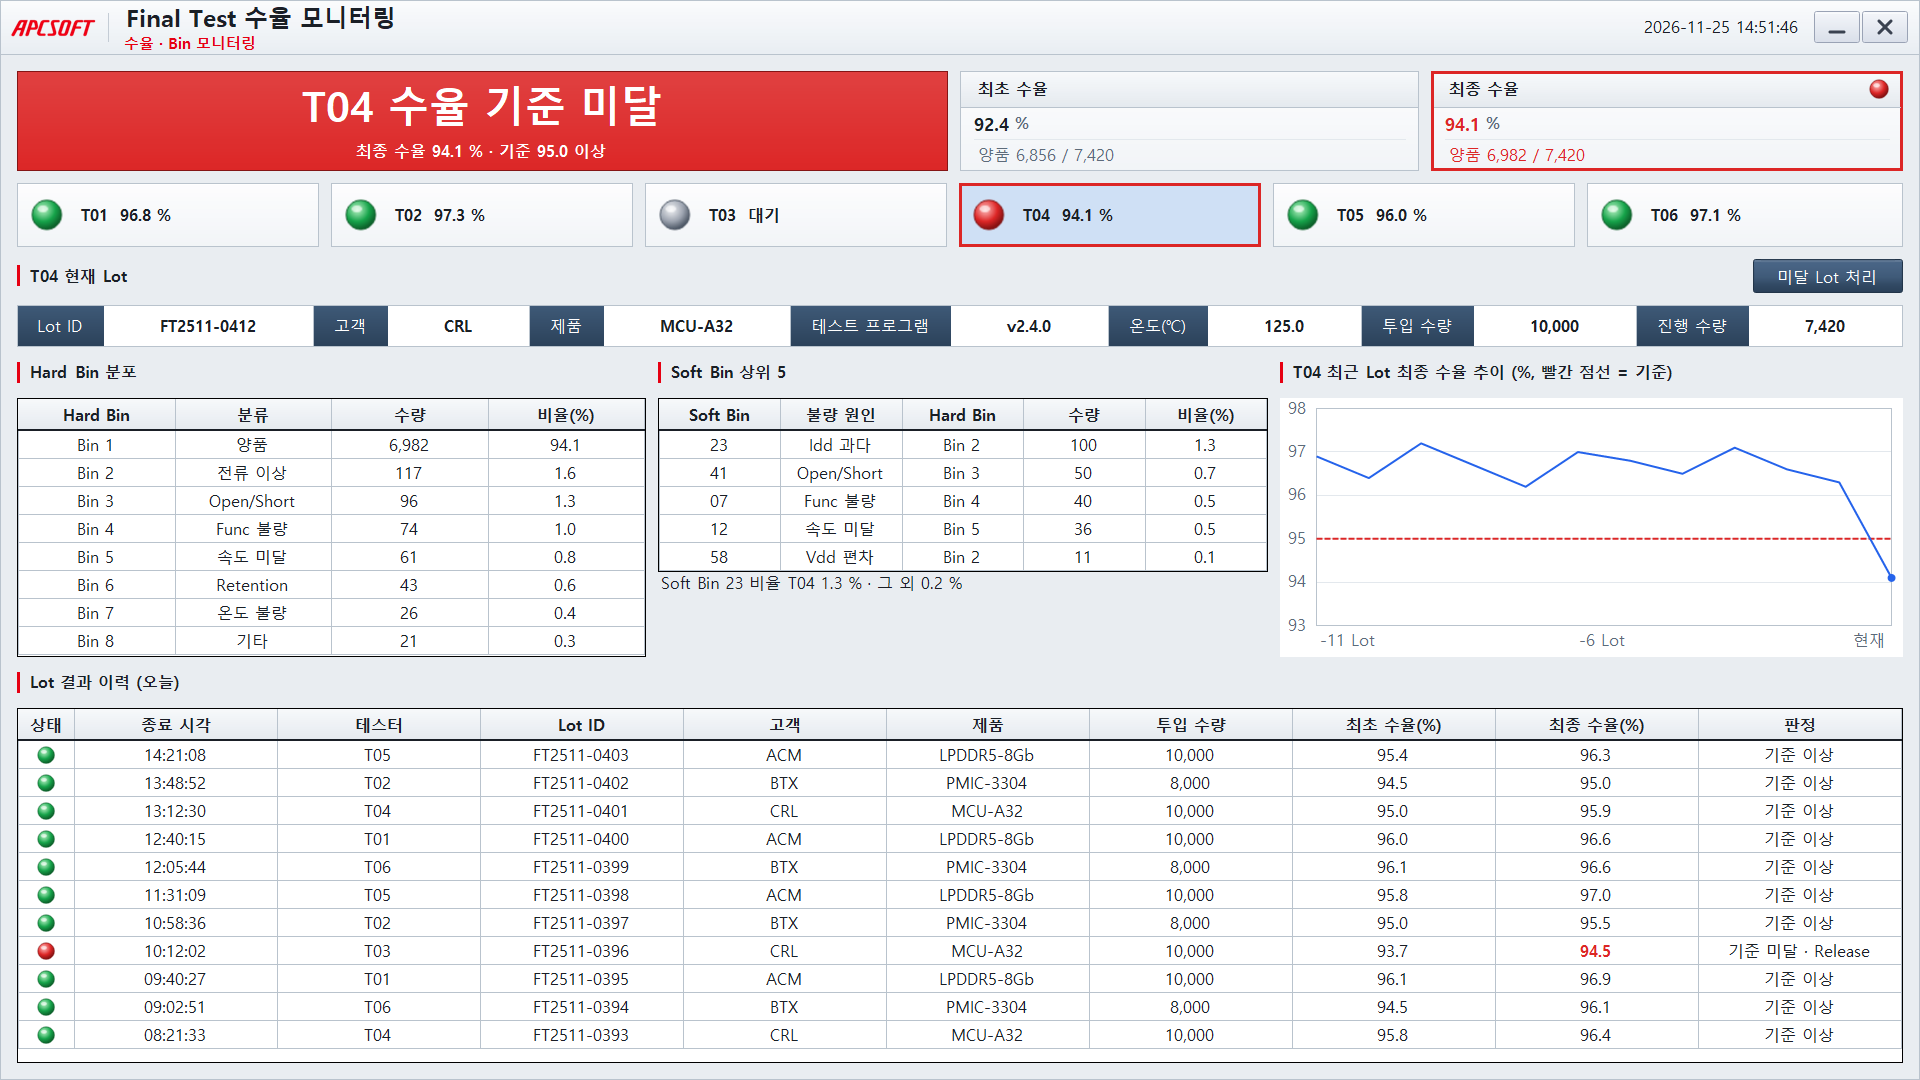 APCSOFT
Final Test 수율 모니터링
수율 · Bin 모니터링
2026-11-25 14:51:46
T04 수율 기준 미달
최종 수율 94.1 % · 기준 95.0 이상
최초 수율
92.4 %
양품 6,856 / 7,420
최종 수율
94.1 %
양품 6,982 / 7,420
T01 96.8 %
T02 97.3 %
T03 대기
T04 94.1 %
T05 96.0 %
T06 97.1 %
T04 현재 Lot
미달 Lot 처리
Lot ID FT2511-0412 고객 CRL 제품 MCU-A32 테스트 프로그램 v2.4.0 온도(℃) 125.0 투입 수량 10,000 진행 수량 7,420
Hard Bin 분포
Hard Bin 분류 수량 비율(%)
Bin 1 양품 6,982 94.1
Bin 2 전류 이상 117 1.6
Bin 3 Open/Short 96 1.3
Bin 4 Func 불량 74 1.0
Bin 5 속도 미달 61 0.8
Bin 6 Retention 43 0.6
Bin 7 온도 불량 26 0.4
Bin 8 기타 21 0.3
Soft Bin 상위 5
Soft Bin 불량 원인 Hard Bin 수량 비율(%)
23 Idd 과다 Bin 2 100 1.3
41 Open/Short Bin 3 50 0.7
07 Func 불량 Bin 4 40 0.5
12 속도 미달 Bin 5 36 0.5
58 Vdd 편차 Bin 2 11 0.1
Soft Bin 23 비율 T04 1.3 % · 그 외 0.2 %
T04 최근 Lot 최종 수율 추이 (%, 빨간 점선 = 기준)
98
97
96
95
94
93
-11 Lot -6 Lot 현재
Lot 결과 이력 (오늘)
상태 종료 시각 테스터 Lot ID 고객 제품 투입 수량 최초 수율(%) 최종 수율(%) 판정
14:21:08 T05 FT2511-0403 ACM LPDDR5-8Gb 10,000 95.4 96.3 기준 이상
13:48:52 T02 FT2511-0402 BTX PMIC-3304 8,000 94.5 95.0 기준 이상
13:12:30 T04 FT2511-0401 CRL MCU-A32 10,000 95.0 95.9 기준 이상
12:40:15 T01 FT2511-0400 ACM LPDDR5-8Gb 10,000 96.0 96.6 기준 이상
12:05:44 T06 FT2511-0399 BTX PMIC-3304 8,000 96.1 96.6 기준 이상
11:31:09 T05 FT2511-0398 ACM LPDDR5-8Gb 10,000 95.8 97.0 기준 이상
10:58:36 T02 FT2511-0397 BTX PMIC-3304 8,000 95.0 95.5 기준 이상
10:12:02 T03 FT2511-0396 CRL MCU-A32 10,000 93.7 94.5 기준 미달 · Release
09:40:27 T01 FT2511-0395 ACM LPDDR5-8Gb 10,000 96.1 96.9 기준 이상
09:02:51 T06 FT2511-0394 BTX PMIC-3304 8,000 94.5 96.1 기준 이상
08:21:33 T04 FT2511-0393 CRL MCU-A32 10,000 95.8 96.4 기준 이상